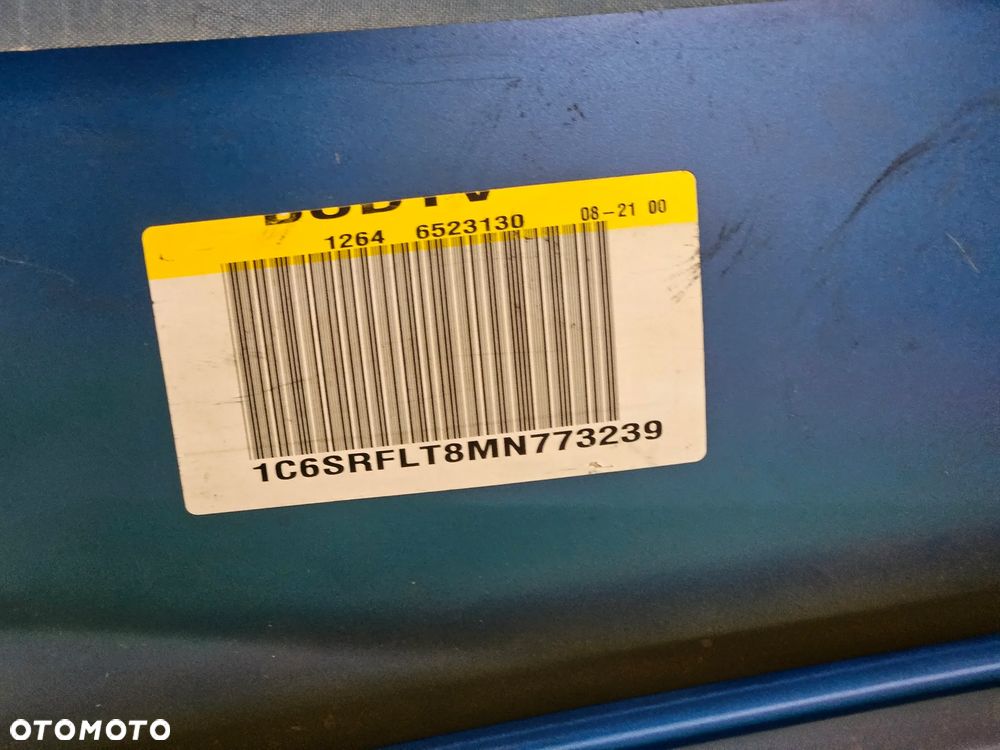 1264 6523130 08-21 00
1C6SRFLT8MN773239
OTOMOTO